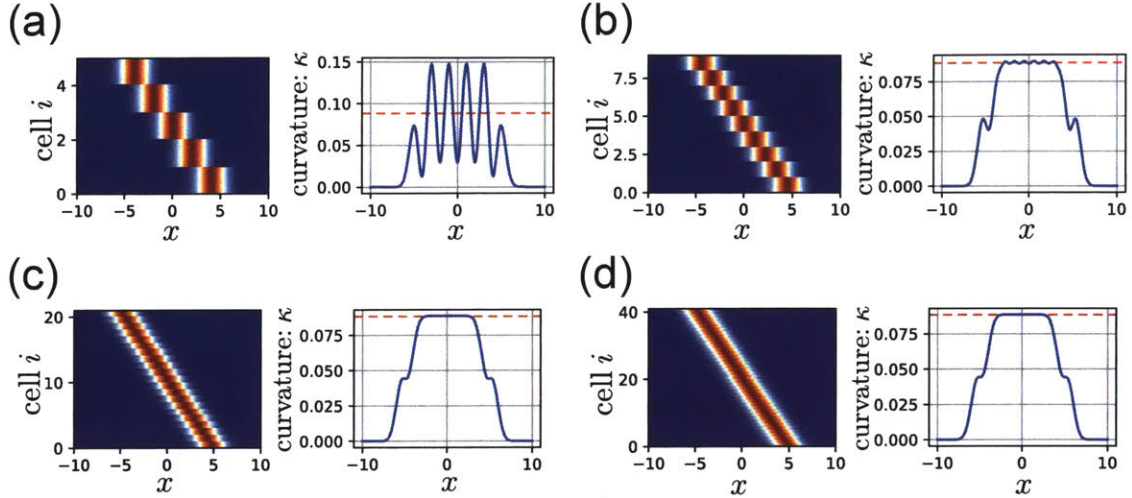 (a)
cell i
4
2
0
−10 −5 0 5 10
x
curvature: κ
0.15
0.10
0.05
0.00
−10 0 10
x
(b)
cell i
7.5
5.0
2.5
0.0
−10 −5 0 5 10
x
curvature: κ
0.075
0.050
0.025
0.000
−10 0 10
x
(c)
cell i
20
10
0
−10 −5 0 5 10
x
curvature: κ
0.075
0.050
0.025
0.000
−10 0 10
x
(d)
cell i
40
20
0
−10 −5 0 5 10
x
curvature: κ
0.075
0.050
0.025
0.000
−10 0 10
x